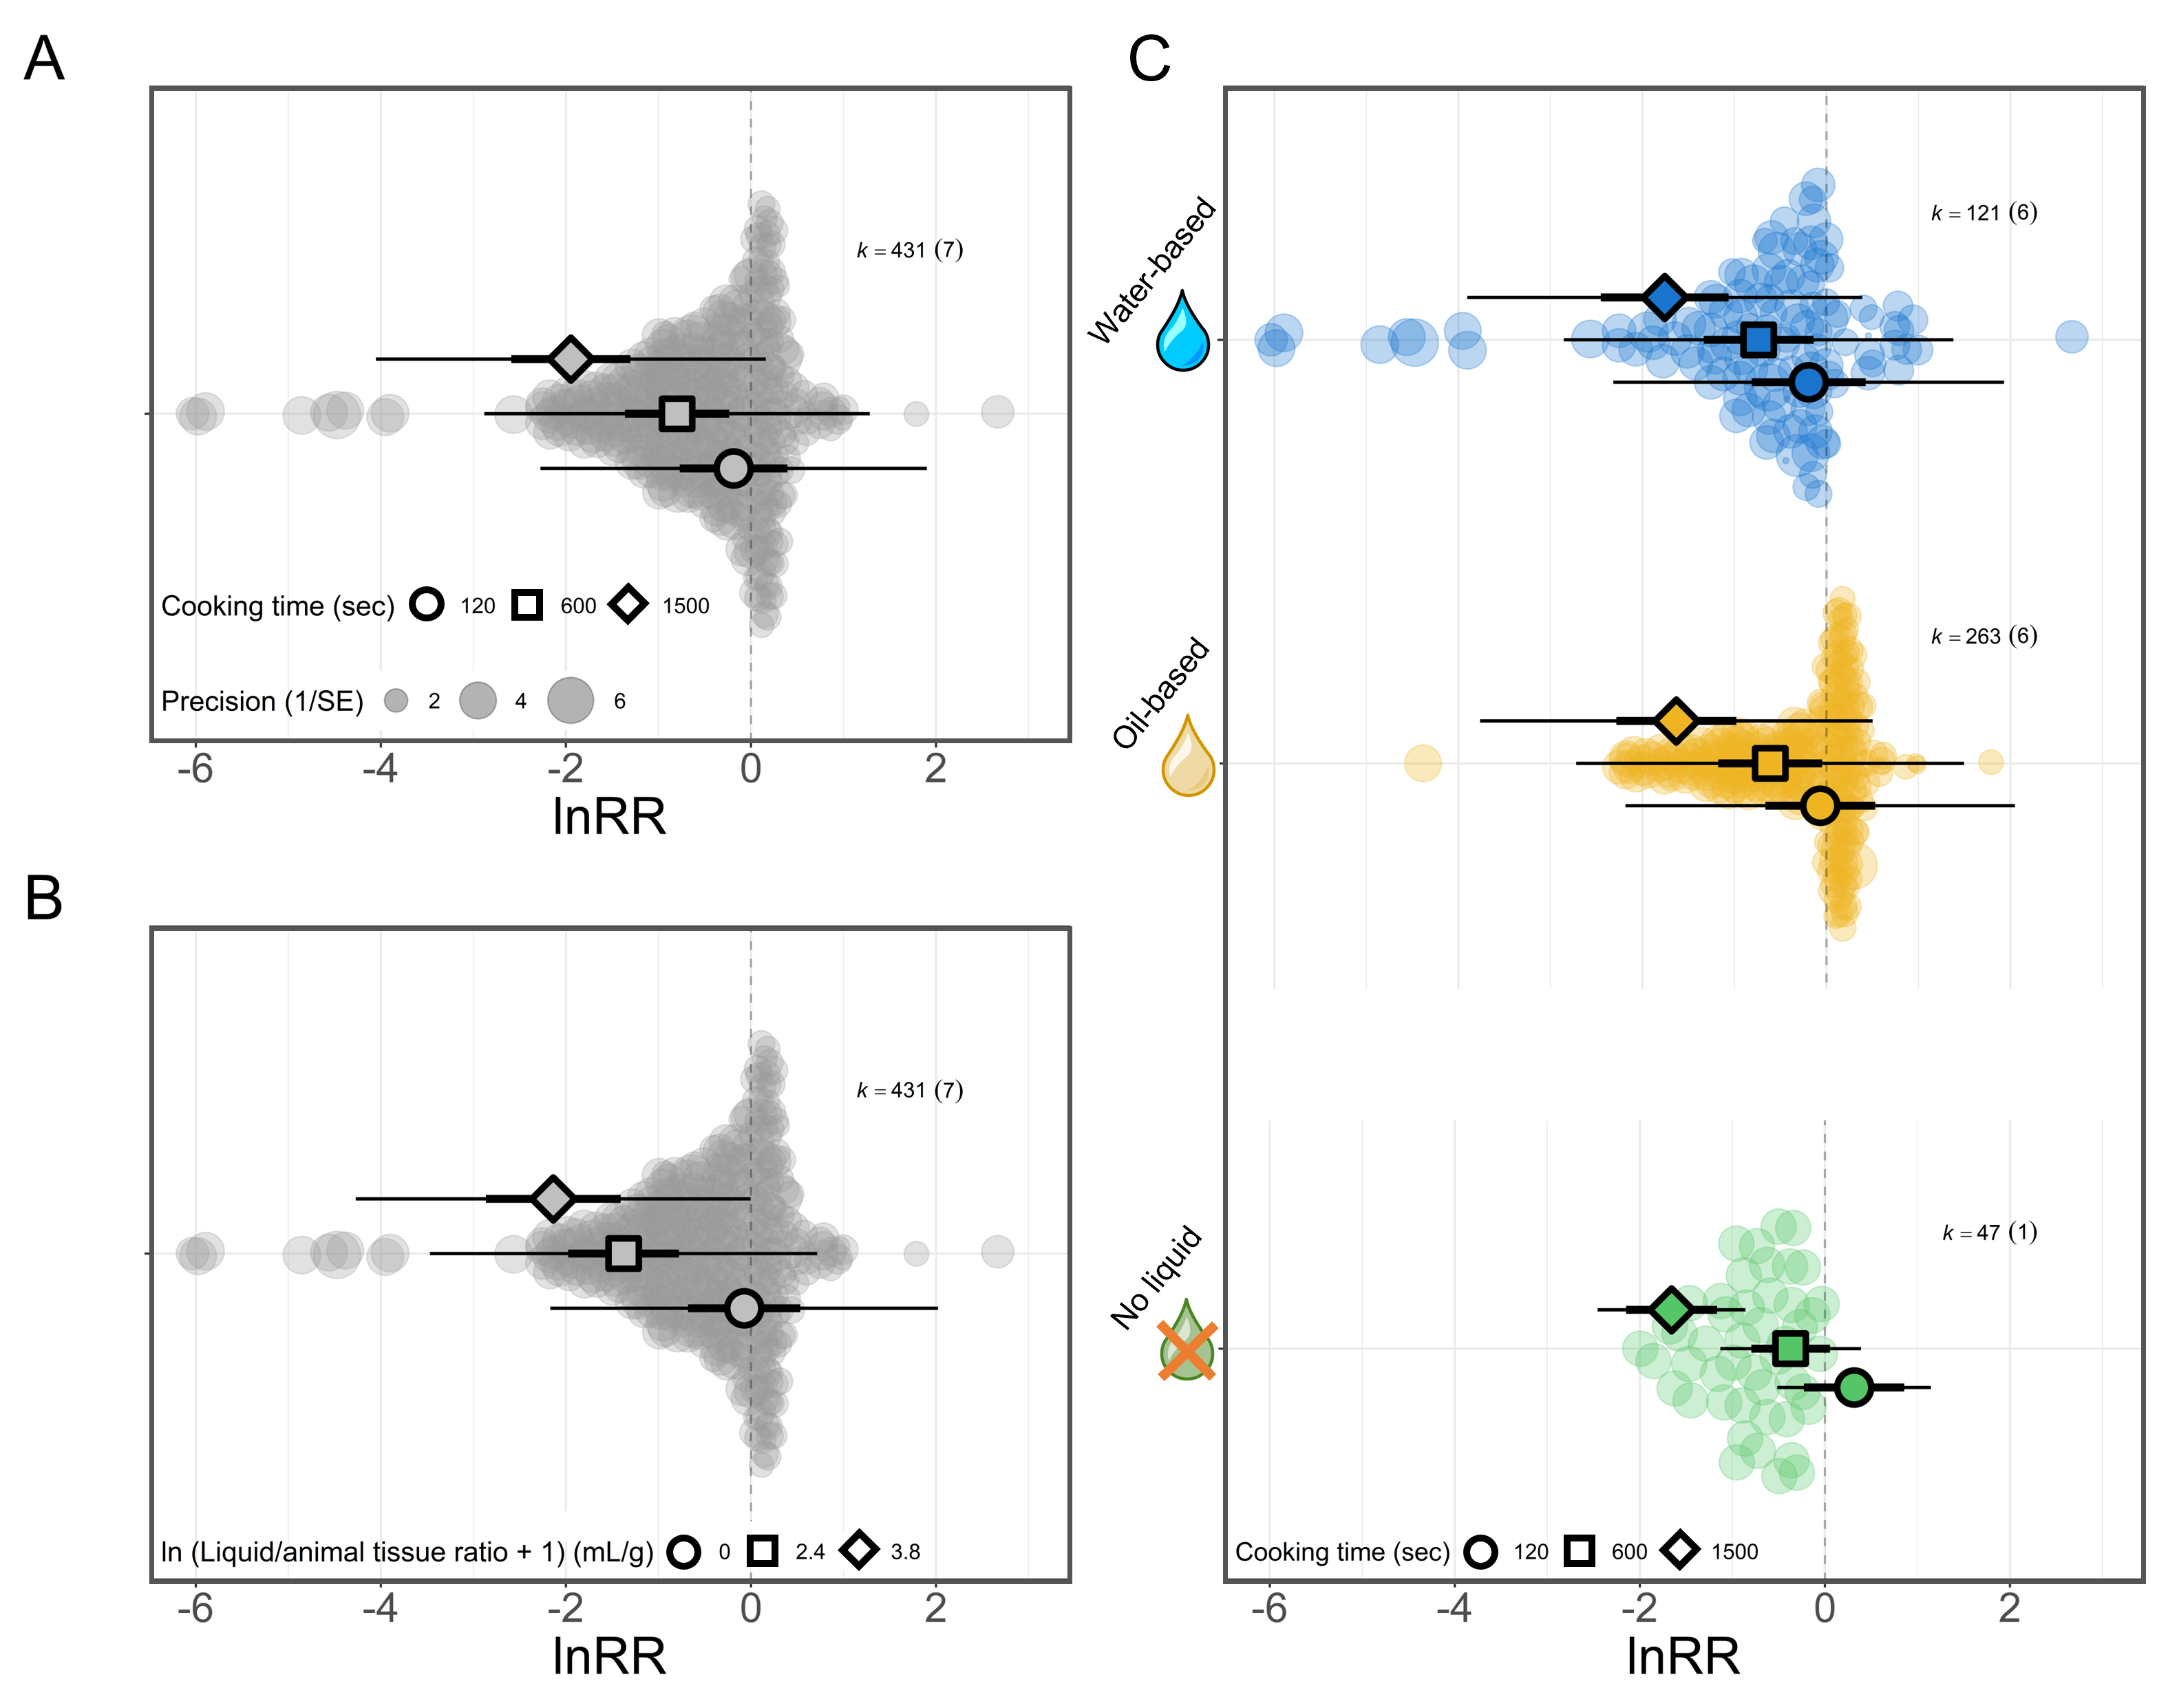 A
k = 431 (7)
Cooking time (sec) 120 600 1500
Precision (1/SE) 2 4 6
-6 -4 -2 0 2
lnRR
B
k = 431 (7)
ln (Liquid/animal tissue ratio + 1) (mL/g) 0 2.4 3.8
-6 -4 -2 0 2
lnRR
C
Water-based
k = 121 (6)
Oil-based
k = 263 (6)
No liquid
k = 47 (1)
Cooking time (sec) 120 600 1500
-6 -4 -2 0 2
lnRR